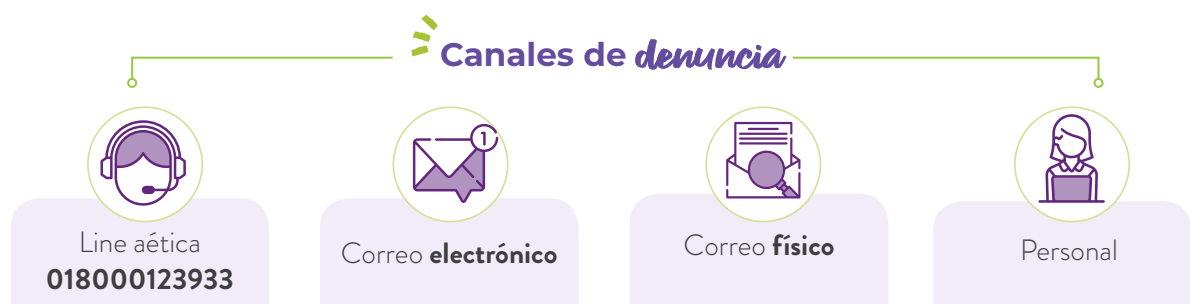 Canales de denuncia
1
Line aética
018000123933
Correo electrónico
Correo físico
Personal